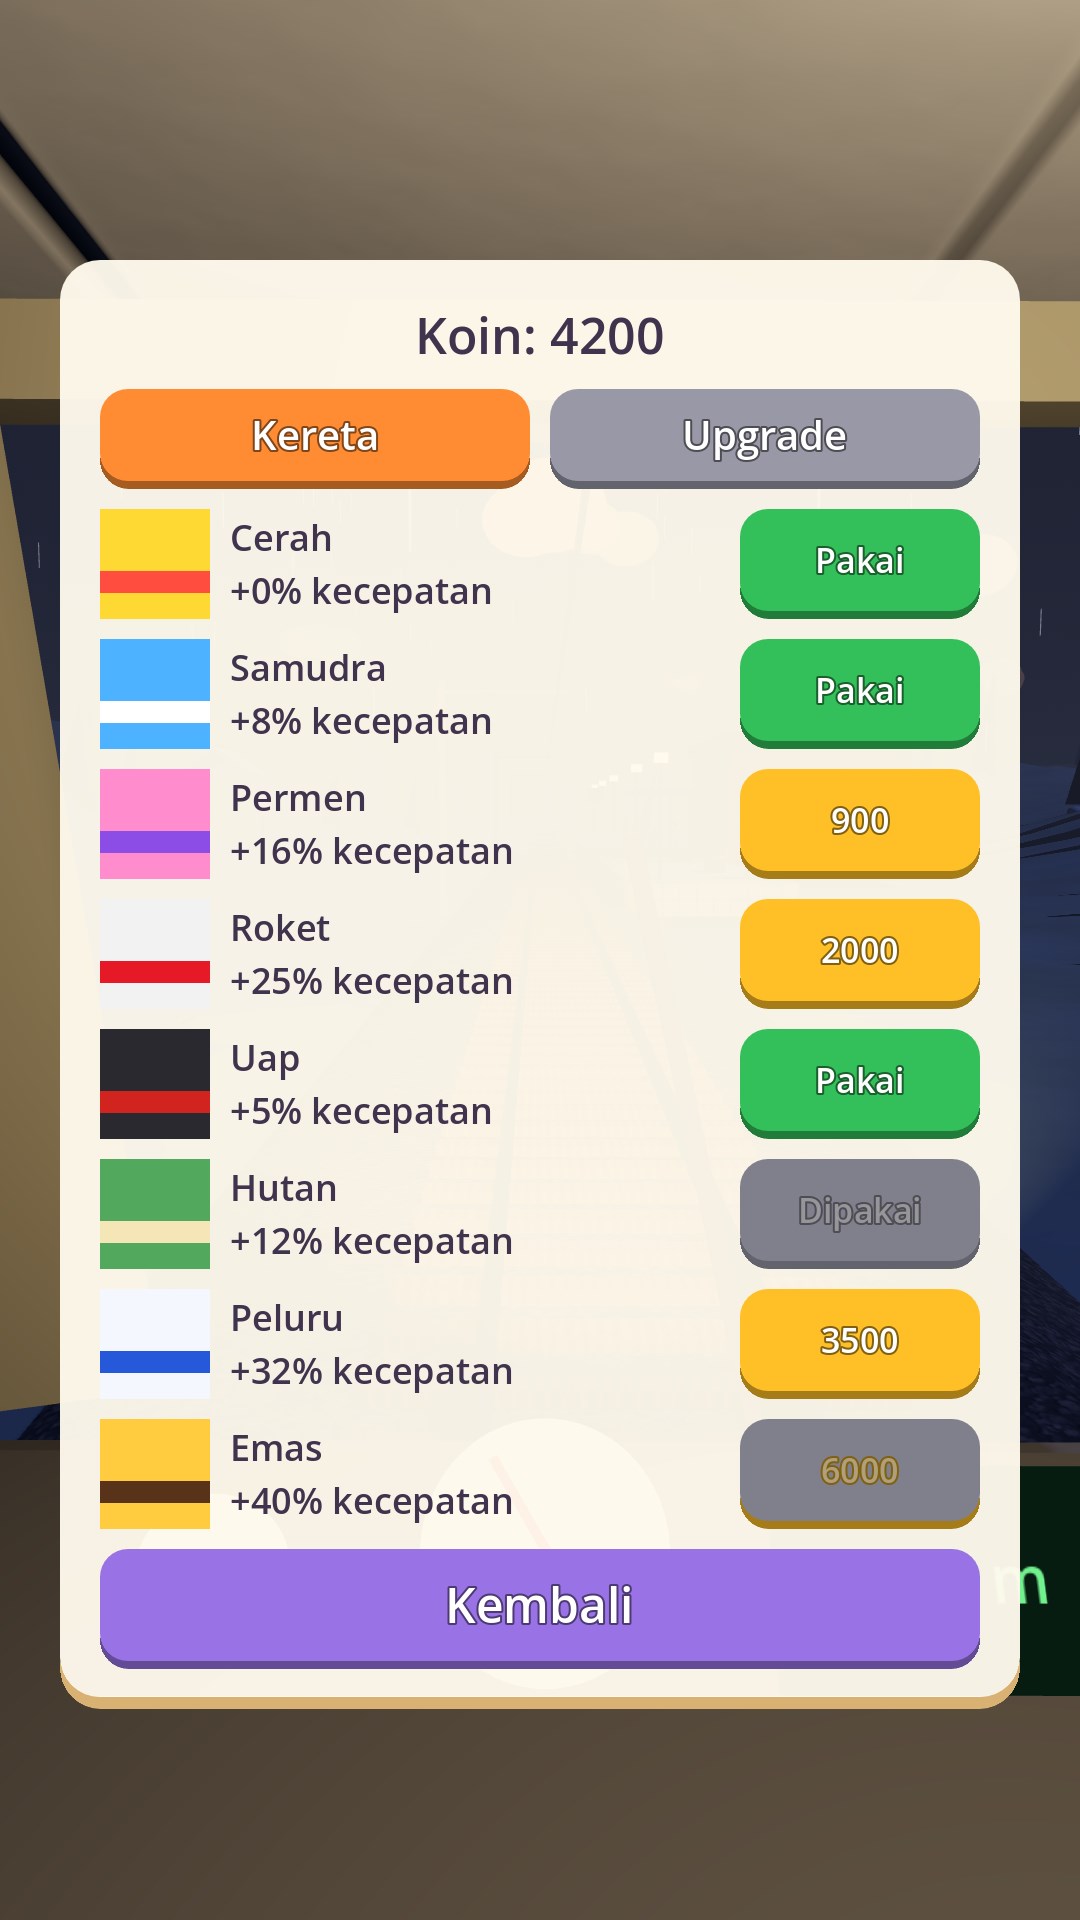 Koin: 4200
Kereta
Upgrade
Cerah
+0% kecepatan
Pakai
Samudra
+8% kecepatan
Pakai
Permen
+16% kecepatan
900
Roket
+25% kecepatan
2000
Uap
+5% kecepatan
Pakai
Hutan
+12% kecepatan
Dipakai
Peluru
+32% kecepatan
3500
Emas
+40% kecepatan
6000
Kembali
m